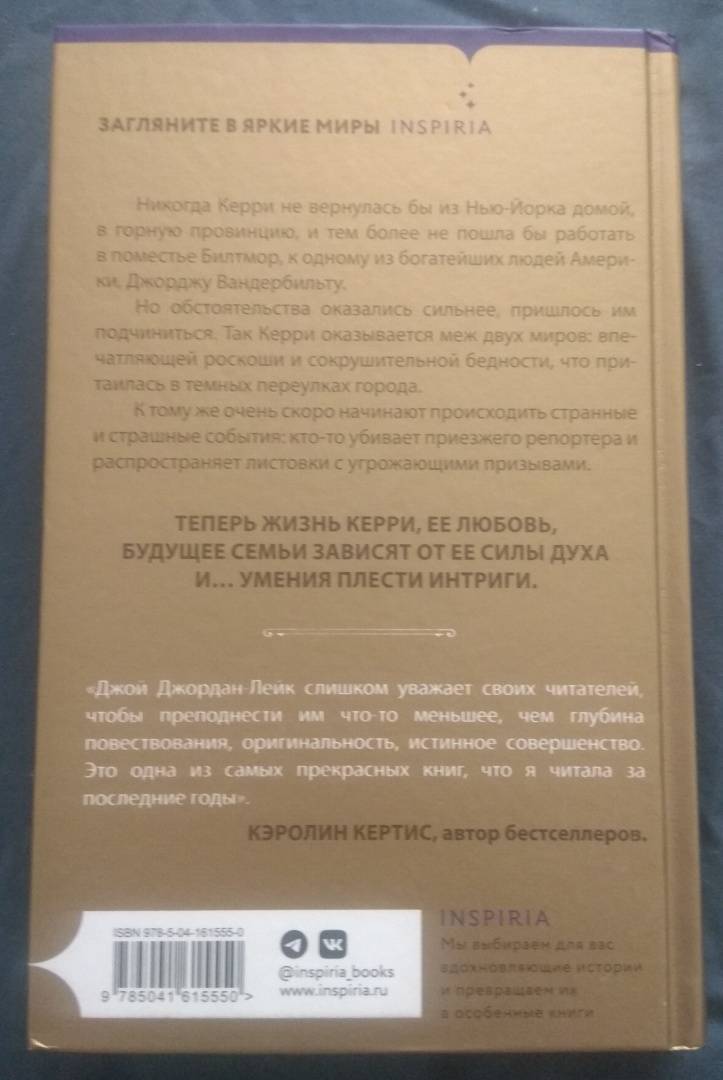 ЗАГЛЯНИТЕ В ЯРКИЕ МИРЫ INSPIRIA
Никогда Керри не вернулась бы из Нью-Йорка домой,
в горную провинцию, и тем более не пошла бы работать
в поместье Билтмор, к одному из богатейших людей Амери-
ки, Джорджу Вандербильту.
Но обстоятельства оказались сильнее, пришлось им
подчиниться. Так Керри оказывается меж двух миров: впе-
чатляющей роскоши и сокрушительной бедности, что при-
таилась в темных переулках города.
К тому же очень скоро начинают происходить странные
и страшные события: кто-то убивает приезжего репортера и
распространяет листовки с угрожающими призывами.
ТЕПЕРЬ ЖИЗНЬ КЕРРИ, ЕЕ ЛЮБОВЬ,
БУДУЩЕЕ СЕМЬИ ЗАВИСЯТ ОТ ЕЕ СИЛЫ ДУХА
И... УМЕНИЯ ПЛЕСТИ ИНТРИГИ.
«Джой Джордан-Лейк слишком уважает своих читателей,
чтобы преподнести им что-то меньшее, чем глубина
повествования, оригинальность, истинное совершенство.
Это одна из самых прекрасных книг, что я читала за
последние годы».
КЭРОЛИН КЕРТИС, автор бестселлеров.
ISBN 978-5-04-161555-0
9 785041 615550 >
@inspiria_books
www.inspiria.ru
INSPIRIA
Мы выбираем для вас
вдохновляющие истории
и превращаем их
в особенные книги